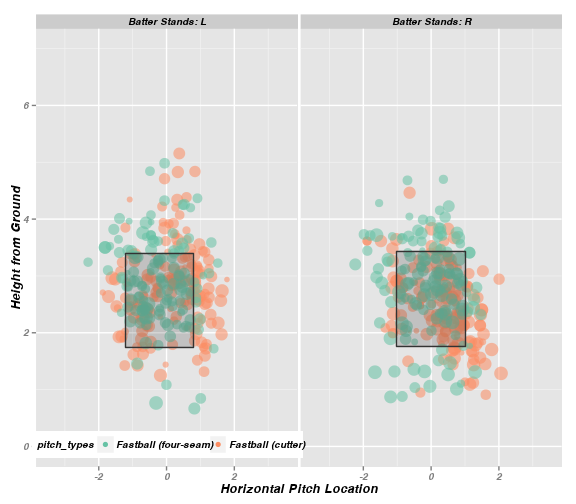 Batter Stands: L
Batter Stands: R
6
4
2
0
Height from Ground
pitch_types Fastball (four-seam) Fastball (cutter)
-2 0 2 -2 0 2
Horizontal Pitch Location